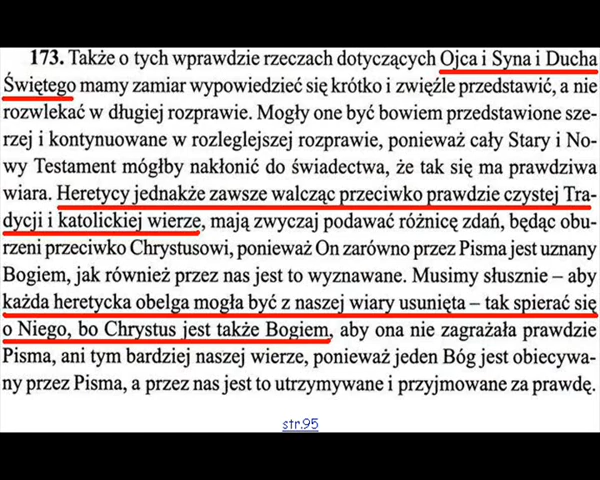 173. Także o tych wprawdzie rzeczach dotyczących Ojca i Syna i Ducha
Świętego mamy zamiar wypowiedzieć się krótko i zwięźle przedstawić, a nie
rozwlekać w długiej rozprawie. Mogły one być bowiem przedstawione sze-
rzej i kontynuowane w rozleglejszej rozprawie, ponieważ cały Stary i No-
wy Testament mógłby nakłonić do świadectwa, że tak się ma prawdziwa
wiara. Heretycy jednakże zawsze walcząc przeciwko prawdzie czystej Tra-
dycji i katolickiej wierze, mają zwyczaj podawać różnicę zdań, będąc obu-
rzeni przeciwko Chrystusowi, ponieważ On zarówno przez Pisma jest uznany
Bogiem, jak również przez nas jest to wyznawane. Musimy słusznie – aby
każda heretycka obelga mogła być z naszej wiary usunięta – tak spierać się
o Niego, bo Chrystus jest także Bogiem, aby ona nie zagrażała prawdzie
Pisma, ani tym bardziej naszej wierze, ponieważ jeden Bóg jest obiecywa-
ny przez Pisma, a przez nas jest to utrzymywane i przyjmowane za prawdę.
str.95